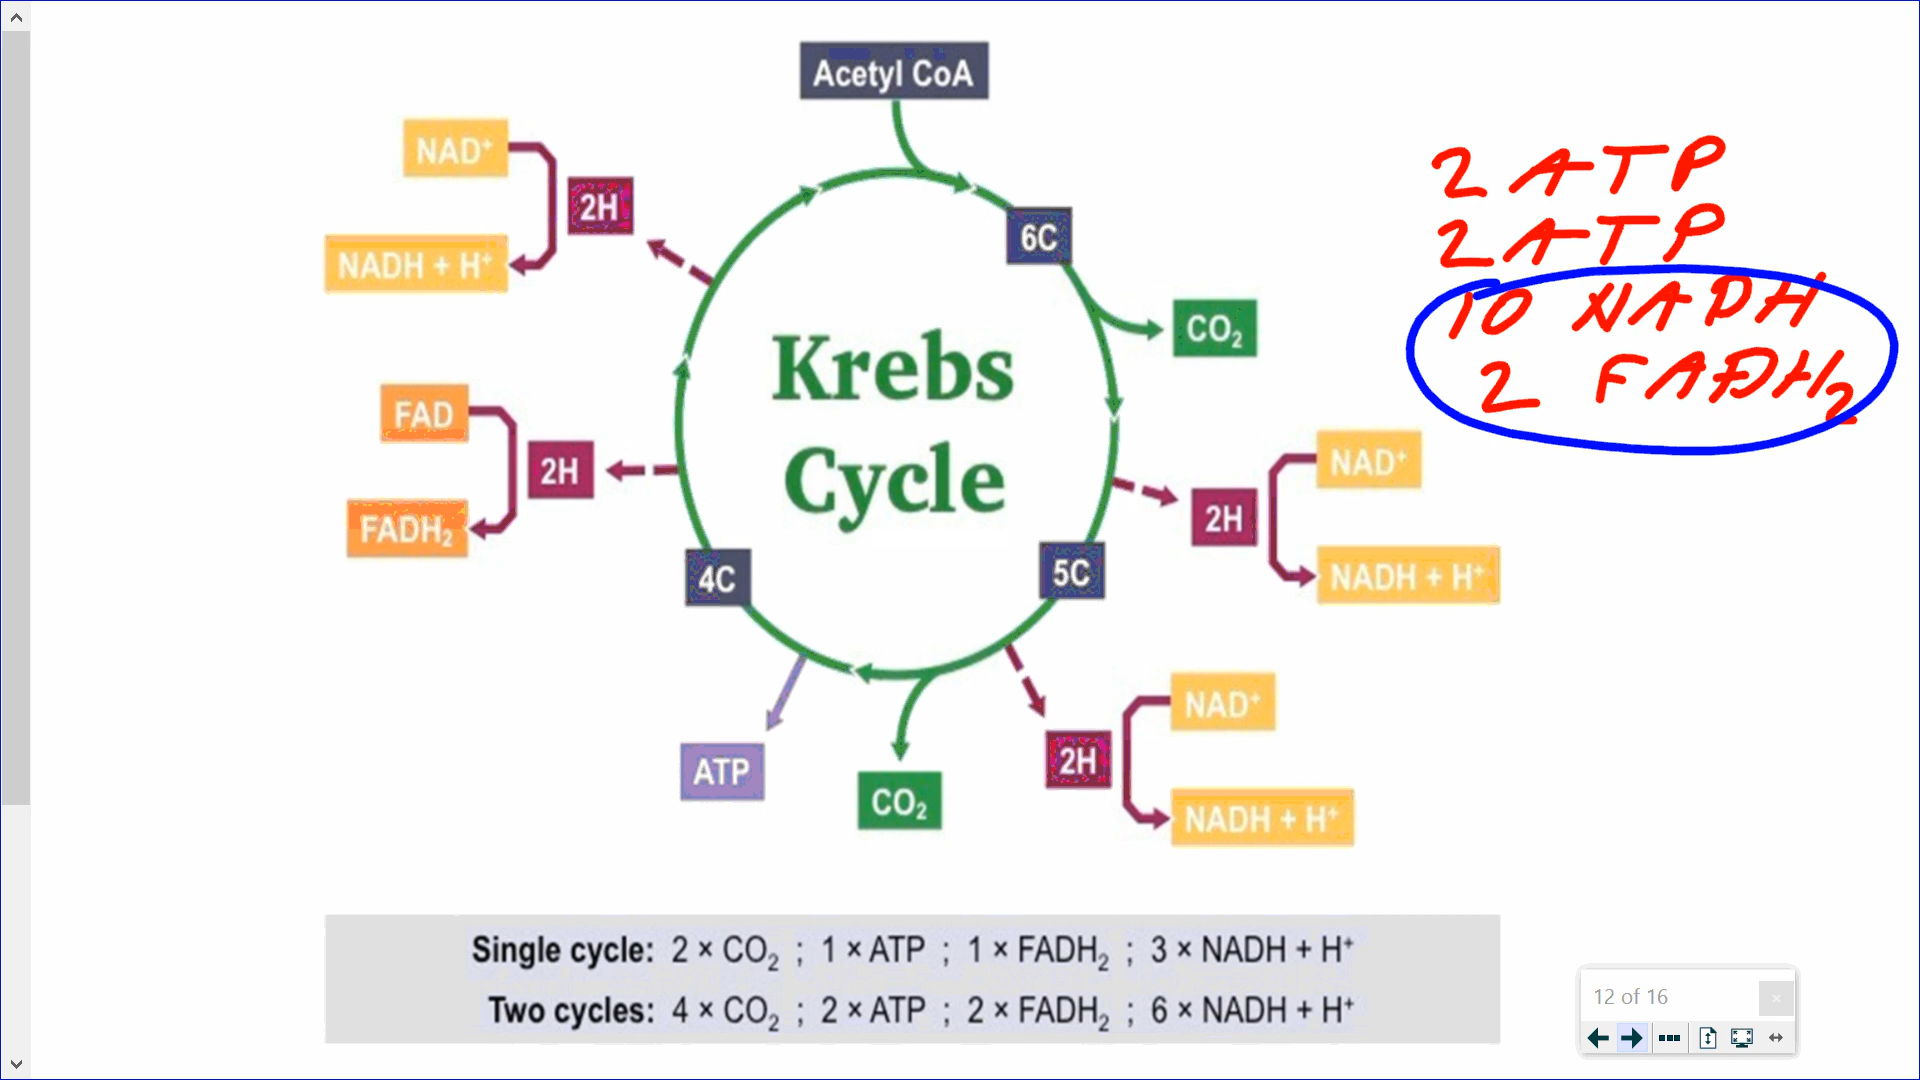 Acetyl CoA
NAD⁺
2H
NADH + H⁺
6C
CO₂
2 ATP
2 ATP
10 NADH
2 FADH₂
Krebs
Cycle
FAD
2H
FADH₂
NAD⁺
2H
NADH + H⁺
4C
5C
ATP
CO₂
NAD⁺
2H
NADH + H⁺
Single cycle: 2 × CO₂ ; 1 × ATP ; 1 × FADH₂ ; 3 × NADH + H⁺
Two cycles: 4 × CO₂ ; 2 × ATP ; 2 × FADH₂ ; 6 × NADH + H⁺
12 of 16